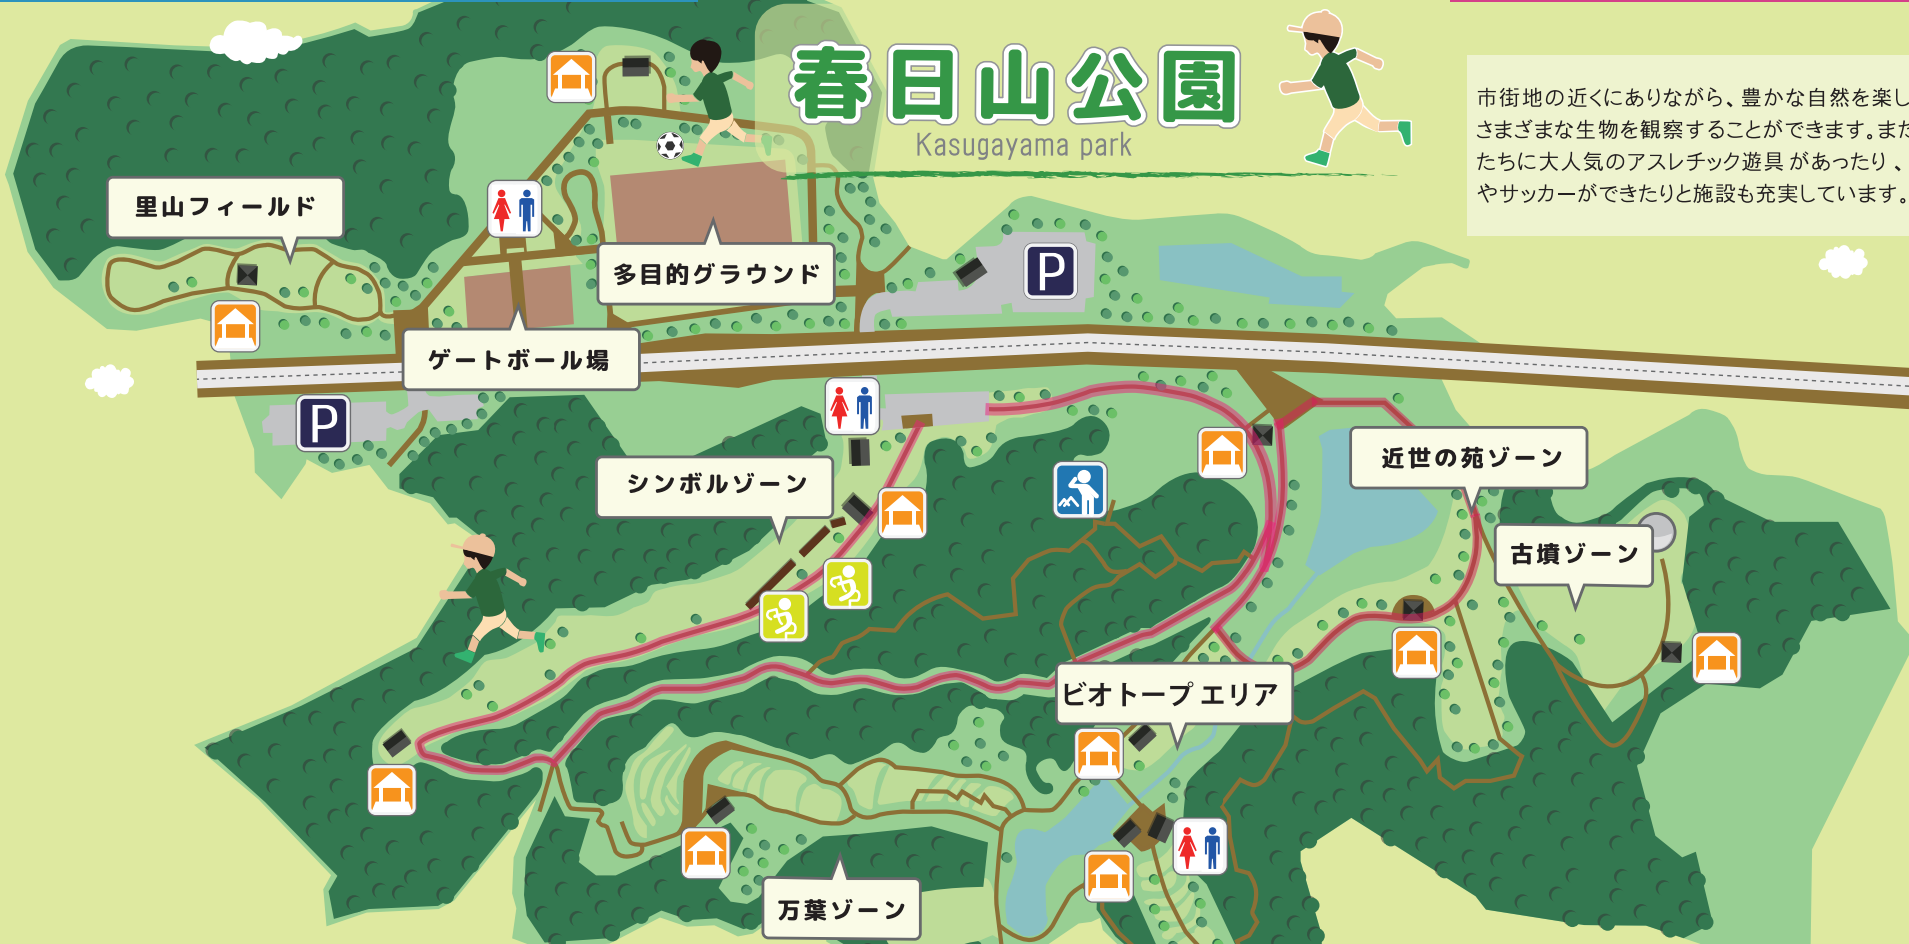 春日山公園
Kasugayama park
市街地の近くにありながら、豊かな自然を楽し
さまざまな生物を観察することができます。また
たちに大人気のアスレチック遊具があったり、
やサッカーができたりと施設も充実しています。
里山フィールド
多目的グラウンド
P
ゲートボール場
P
シンボルゾーン
近世の苑ゾーン
古墳ゾーン
ビオトープ エリア
万葉ゾーン